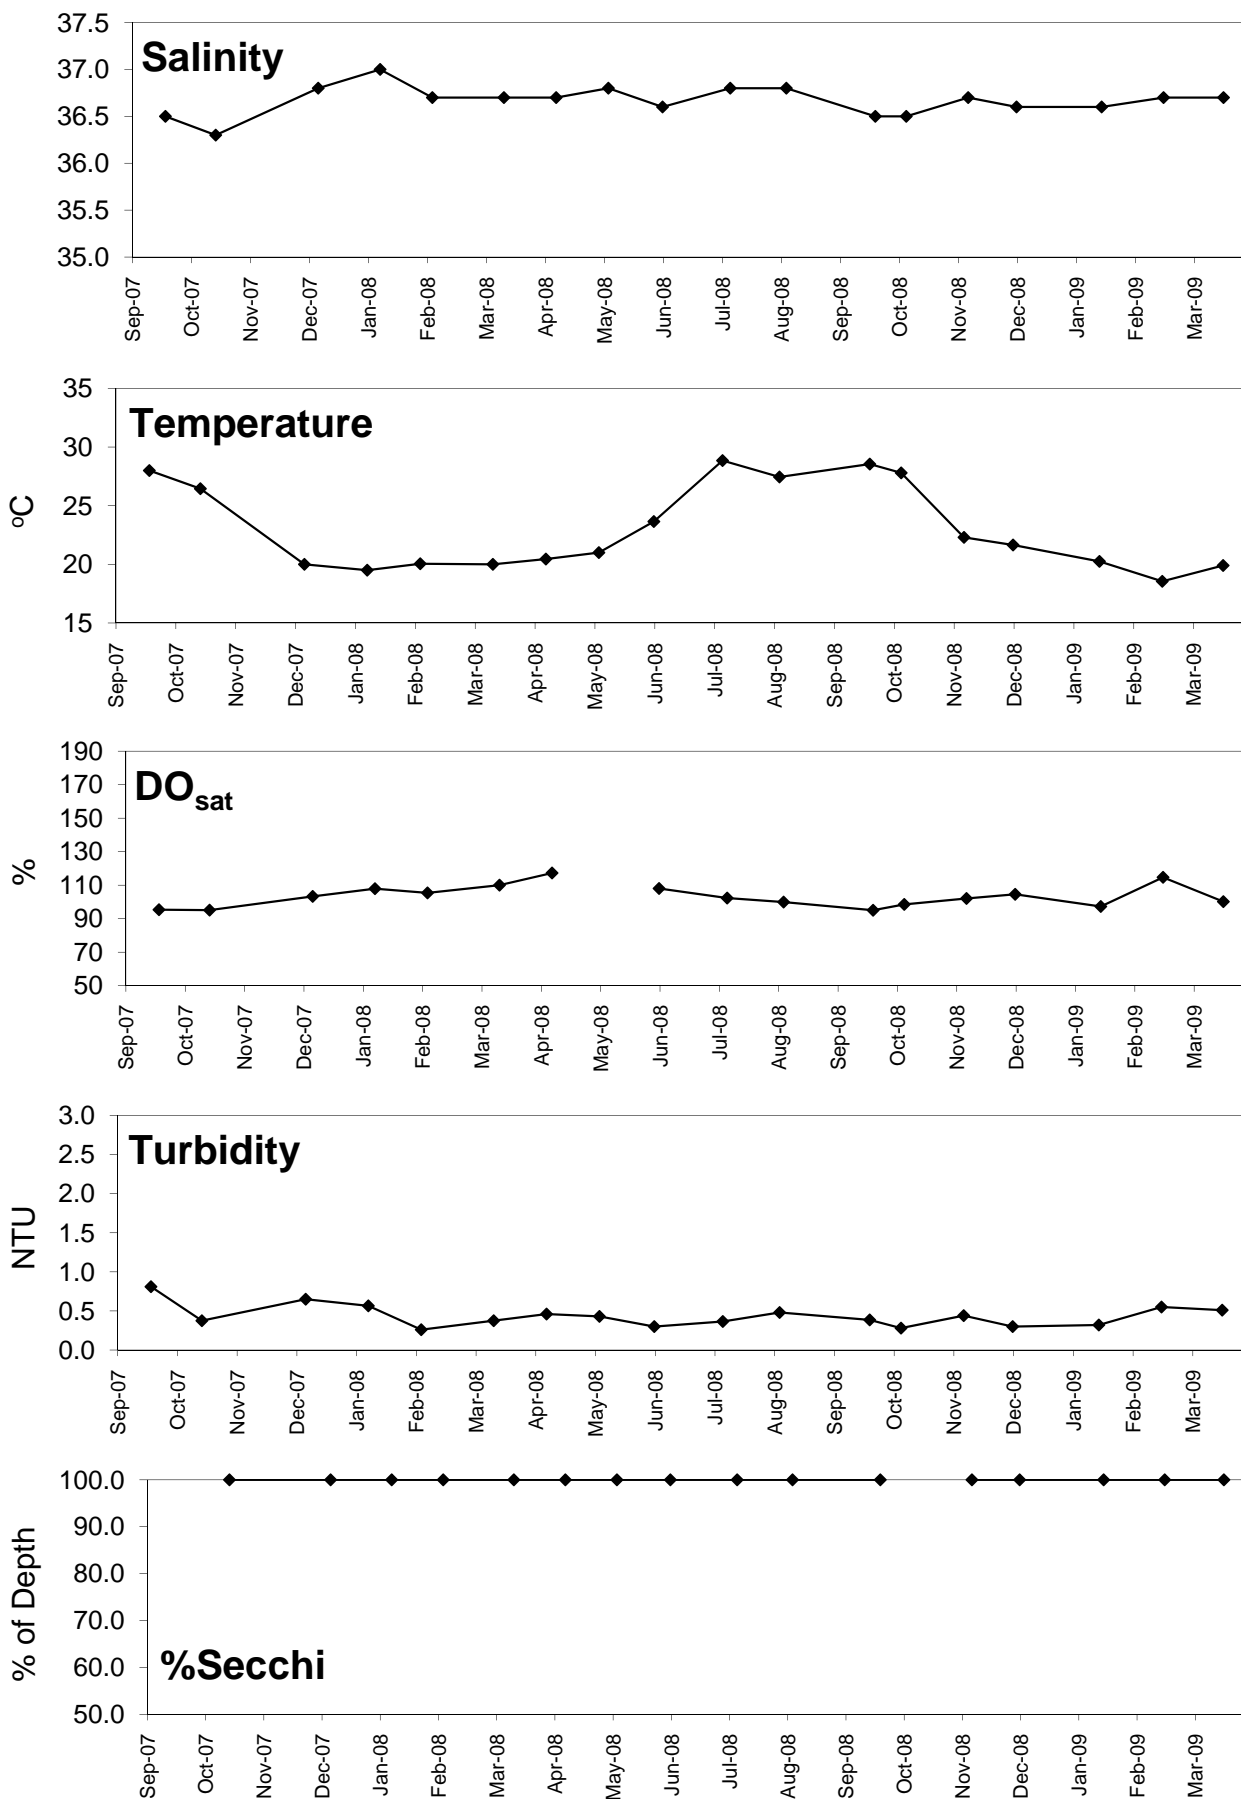 37.5
37.0
36.5
36.0
35.5
35.0
Salinity
Sep-07 Oct-07 Nov-07 Dec-07 Jan-08 Feb-08 Mar-08 Apr-08 May-08 Jun-08 Jul-08 Aug-08 Sep-08 Oct-08 Nov-08 Dec-08 Jan-09 Feb-09 Mar-09
35
30
25
20
15
ºC
Temperature
Sep-07 Oct-07 Nov-07 Dec-07 Jan-08 Feb-08 Mar-08 Apr-08 May-08 Jun-08 Jul-08 Aug-08 Sep-08 Oct-08 Nov-08 Dec-08 Jan-09 Feb-09 Mar-09
190
170
150
130
110
90
70
50
%
DOsat
Sep-07 Oct-07 Nov-07 Dec-07 Jan-08 Feb-08 Mar-08 Apr-08 May-08 Jun-08 Jul-08 Aug-08 Sep-08 Oct-08 Nov-08 Dec-08 Jan-09 Feb-09 Mar-09
3.0
2.5
2.0
1.5
1.0
0.5
0.0
NTU
Turbidity
Sep-07 Oct-07 Nov-07 Dec-07 Jan-08 Feb-08 Mar-08 Apr-08 May-08 Jun-08 Jul-08 Aug-08 Sep-08 Oct-08 Nov-08 Dec-08 Jan-09 Feb-09 Mar-09
100.0
90.0
80.0
70.0
60.0
50.0
% of Depth
%Secchi
Sep-07 Oct-07 Nov-07 Dec-07 Jan-08 Feb-08 Mar-08 Apr-08 May-08 Jun-08 Jul-08 Aug-08 Sep-08 Oct-08 Nov-08 Dec-08 Jan-09 Feb-09 Mar-09